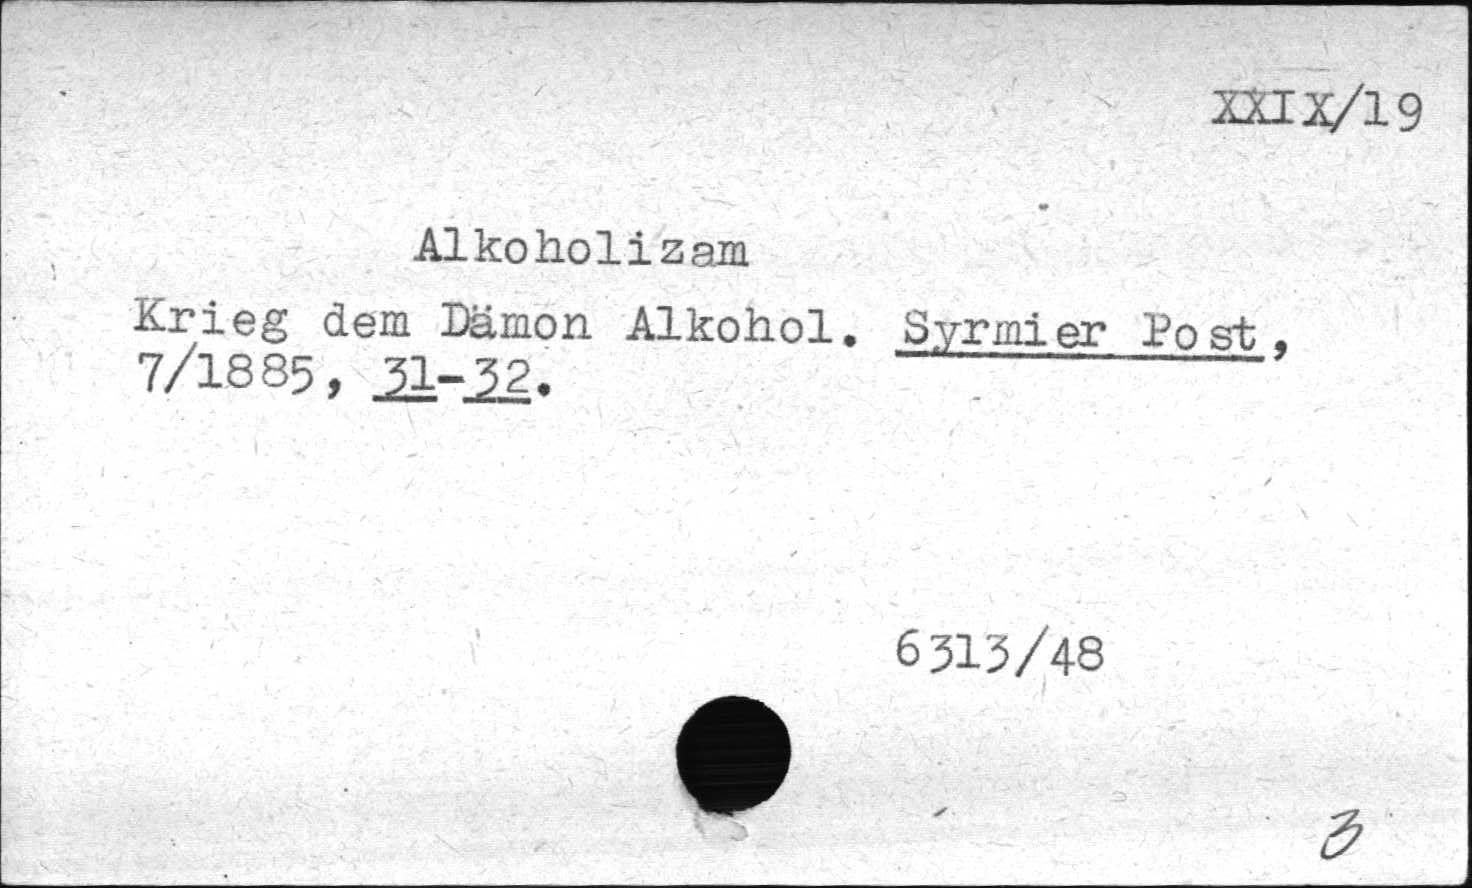 XXIX/19
Alkoholizam
Krieg dem Dämon Alkohol. Syrmier Post,
7/1885, 31-32.
6313/48
3